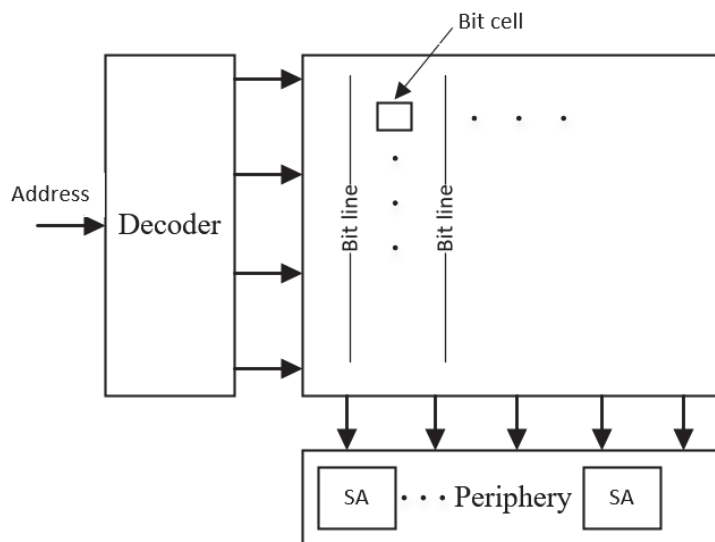 Bit cell
Address
Decoder
Bit line
Bit line
SA
Periphery
SA